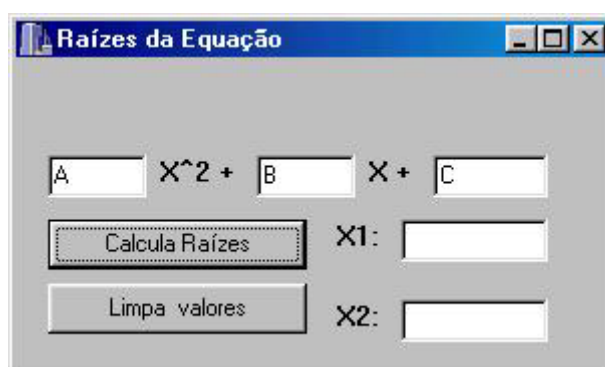 Raízes da Equação
A X^2 + B X + C
Calcula Raízes X1:
Limpa valores X2: